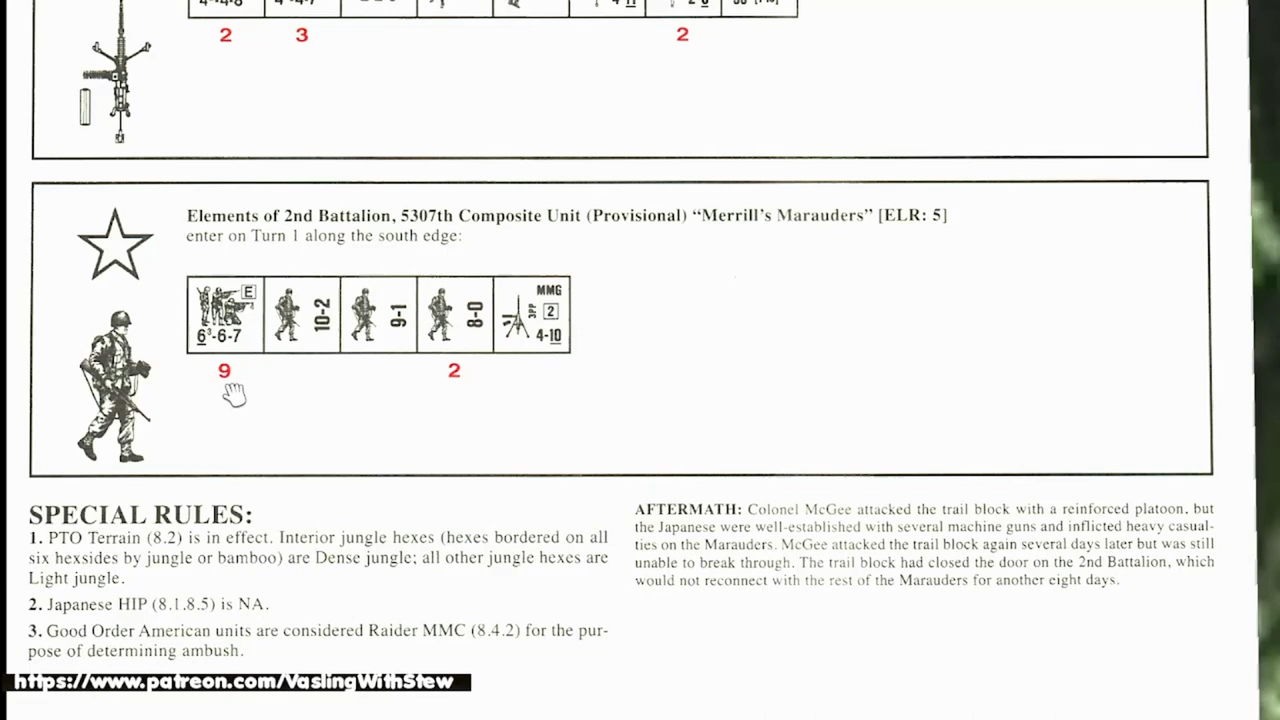 2 3 2
Elements of 2nd Battalion, 5307th Composite Unit (Provisional) “Merrill’s Marauders” [ELR: 5]
enter on Turn 1 along the south edge:
E
6³-6-7
10-2
9-1
8-0
MMG
3PP
2
4-10
9 2
SPECIAL RULES:
1. PTO Terrain (8.2) is in effect. Interior jungle hexes (hexes bordered on all
six hexsides by jungle or bamboo) are Dense jungle; all other jungle hexes are
Light jungle.
2. Japanese HIP (8.1.8.5) is NA.
3. Good Order American units are considered Raider MMC (8.4.2) for the pur-
pose of determining ambush.
AFTERMATH: Colonel McGee attacked the trail block with a reinforced platoon, but
the Japanese were well-established with several machine guns and inflicted heavy casual-
ties on the Marauders. McGee attacked the trail block again several days later but was still
unable to break through. The trail block had closed the door on the 2nd Battalion, which
would not reconnect with the rest of the Marauders for another eight days.
https://www.patreon.com/VaslingWithStew